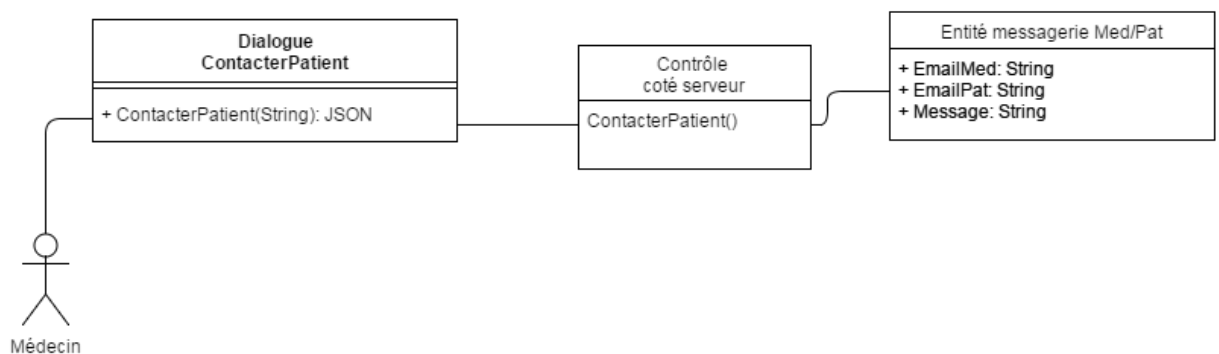 Dialogue
ContacterPatient
+ ContacterPatient(String): JSON
Contrôle
coté serveur
ContacterPatient()
Entité messagerie Med/Pat
+ EmailMed: String
+ EmailPat: String
+ Message: String
Médecin